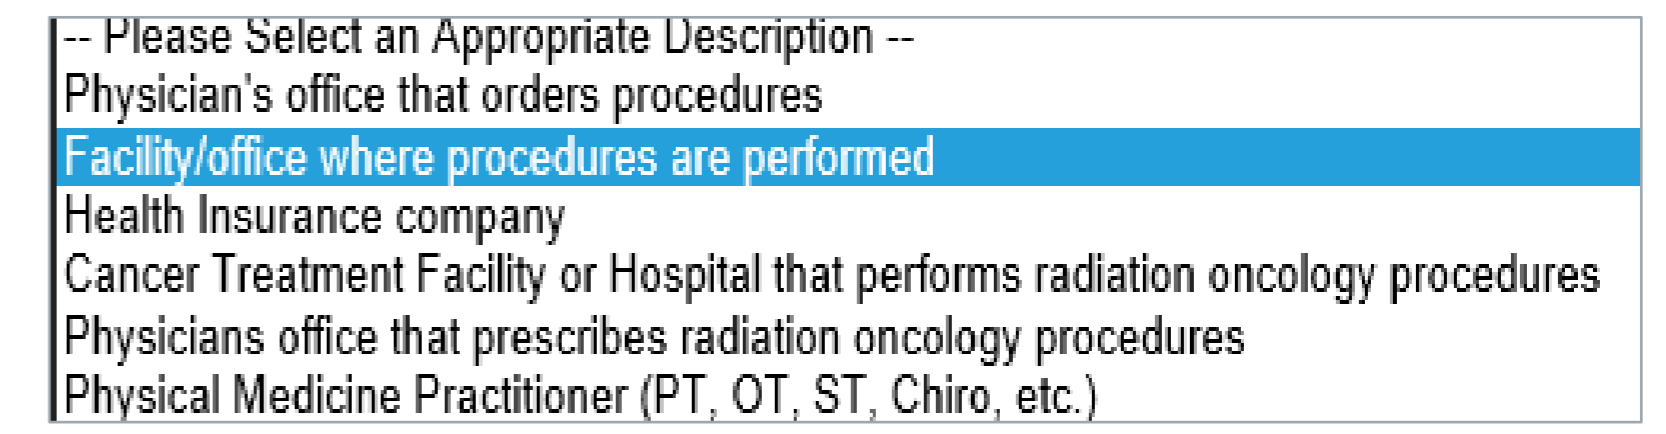 -- Please Select an Appropriate Description --
Physician's office that orders procedures
Facility/office where procedures are performed
Health Insurance company
Cancer Treatment Facility or Hospital that performs radiation oncology procedures
Physicians office that prescribes radiation oncology procedures
Physical Medicine Practitioner (PT, OT, ST, Chiro, etc.)